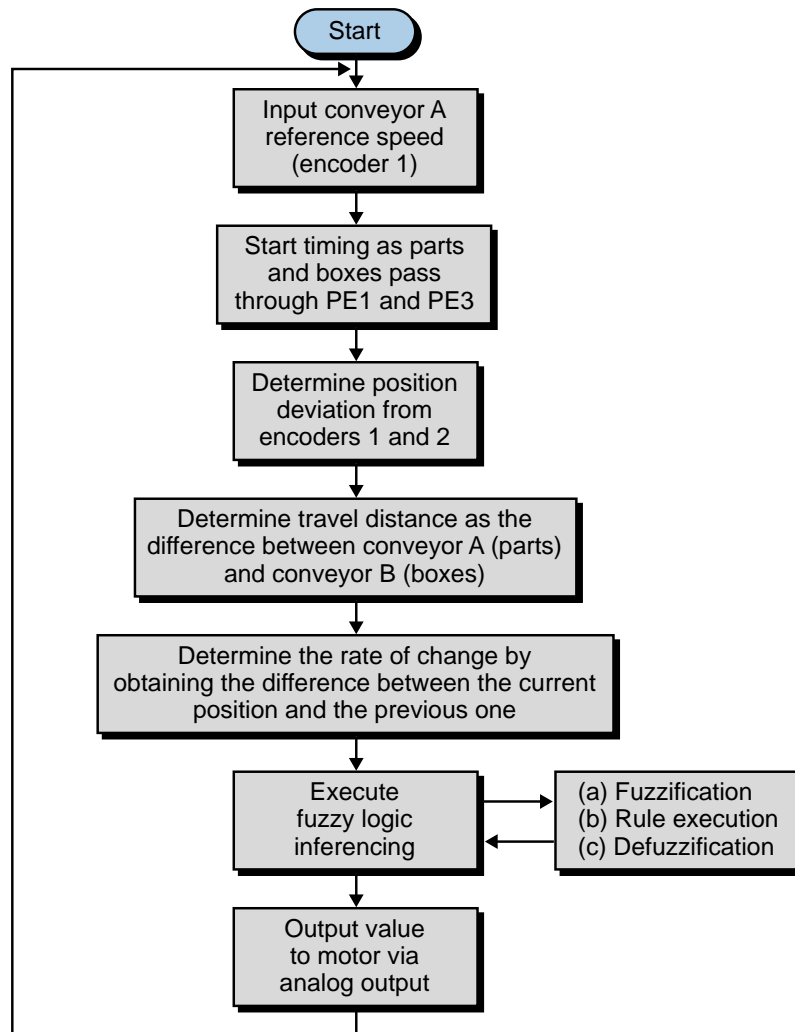 Start
Input conveyor A
reference speed
(encoder 1)
Start timing as parts
and boxes pass
through PE1 and PE3
Determine position
deviation from
encoders 1 and 2
Determine travel distance as the
difference between conveyor A (parts)
and conveyor B (boxes)
Determine the rate of change by
obtaining the difference between the current
position and the previous one
Execute
fuzzy logic
inferencing
(a) Fuzzification
(b) Rule execution
(c) Defuzzification
Output value
to motor via
analog output